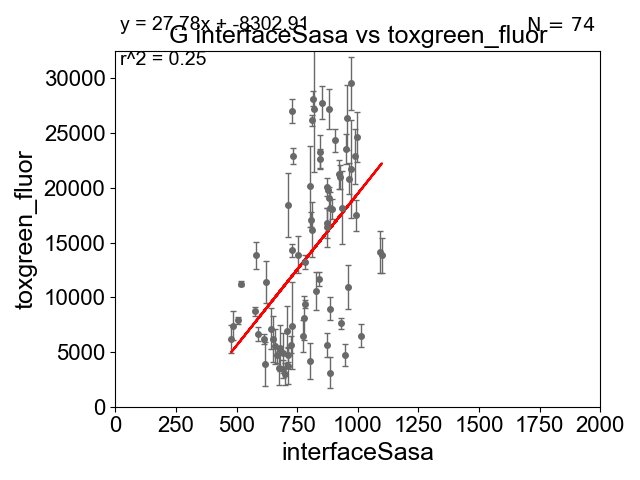 y = 27.78x + -8302.91
N = 74
G interfaceSasa vs toxgreen_fluor
r^2 = 0.25
toxgreen_fluor
30000
25000
20000
15000
10000
5000
0
0 250 500 750 1000 1250 1500 1750 2000
interfaceSasa